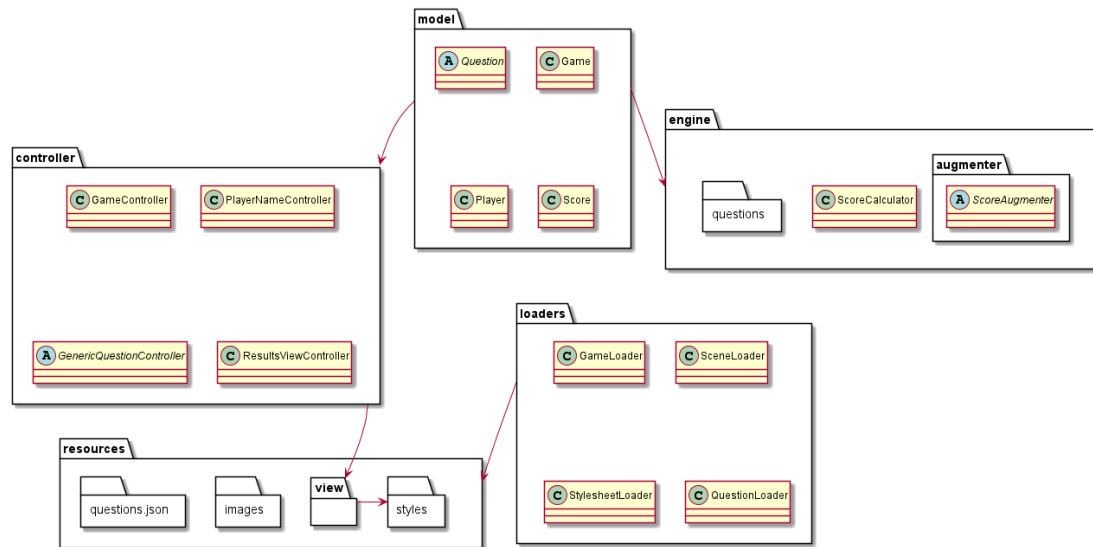 model
A Question
C Game
C Player
C Score
engine
questions
C ScoreCalculator
augmenter
A ScoreAugmenter
controller
C GameController
C PlayerNameController
A GenericQuestionController
C ResultsViewController
loaders
C GameLoader
C SceneLoader
C StylesheetLoader
C QuestionLoader
resources
questions.json
images
view
styles